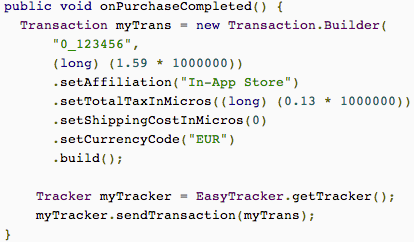 public void onPurchaseCompleted() {
  Transaction myTrans = new Transaction.Builder(
      "0_123456",
      (long) (1.59 * 1000000))
      .setAffiliation("In-App Store")
      .setTotalTaxInMicros((long) (0.13 * 1000000))
      .setShippingCostInMicros(0)
      .setCurrencyCode("EUR")
      .build();

    Tracker myTracker = EasyTracker.getTracker();
    myTracker.sendTransaction(myTrans);
}